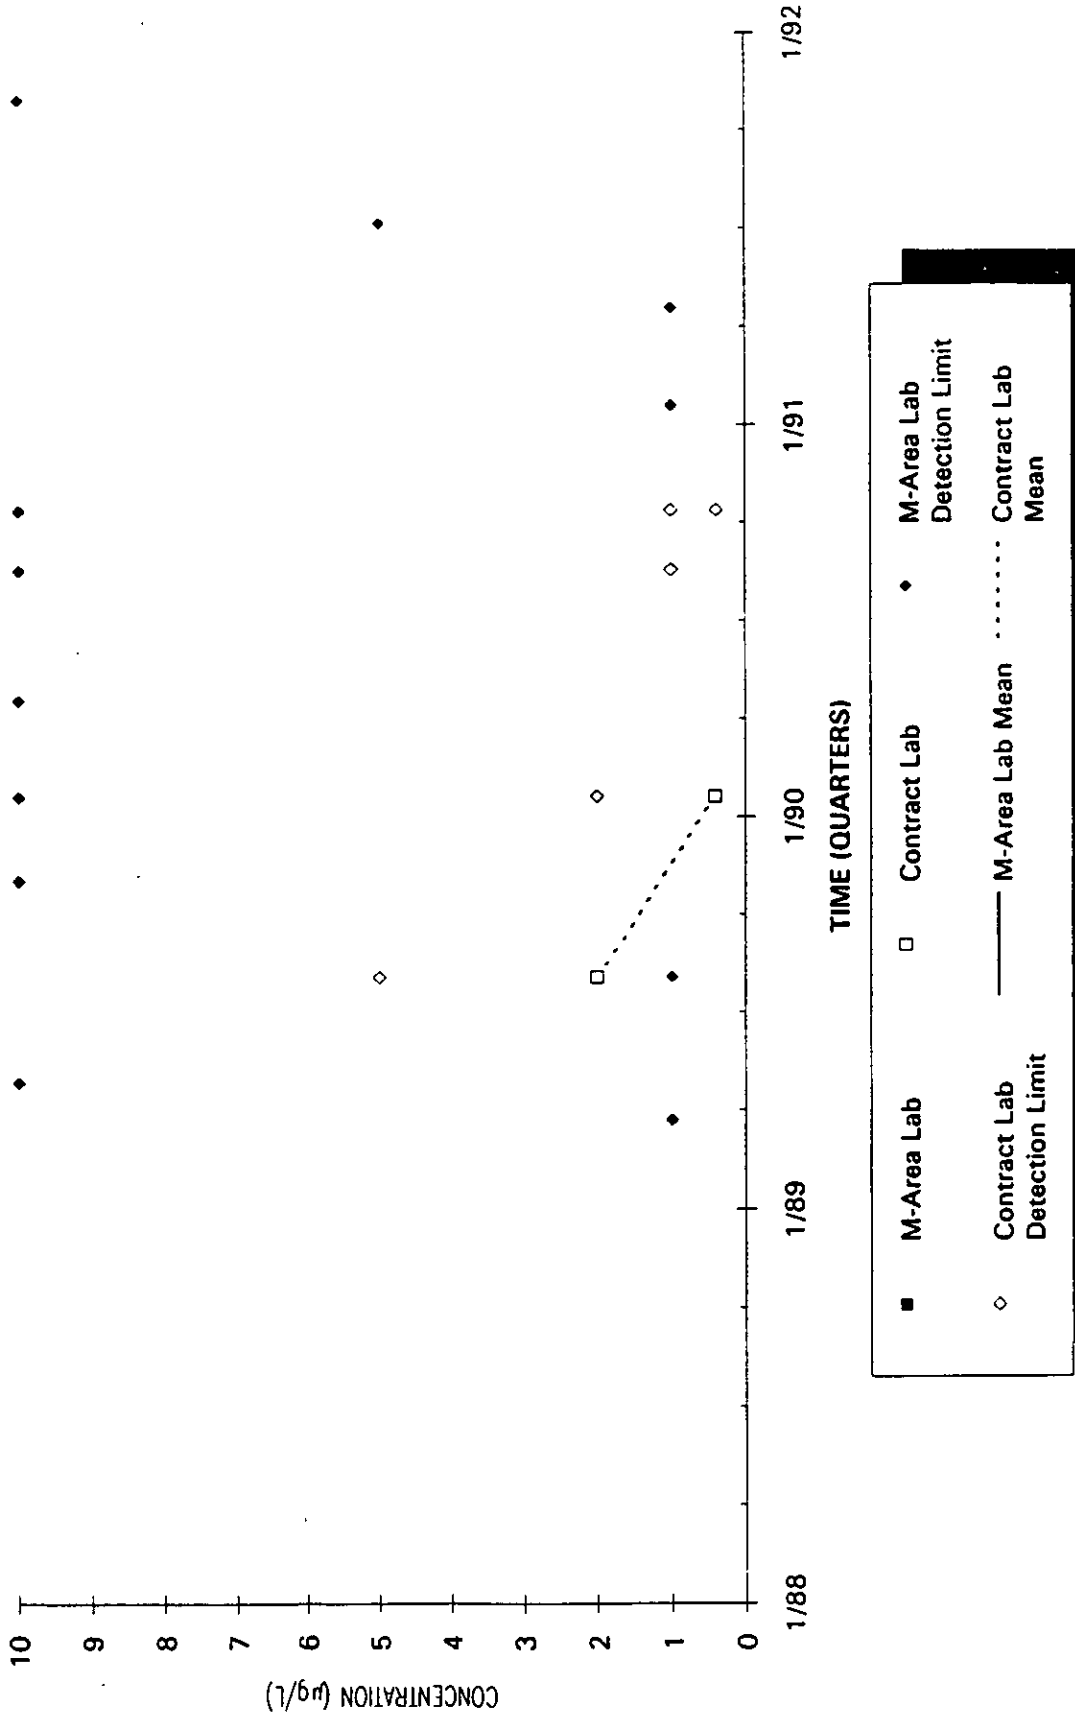 CONCENTRATION (µg/L)
10
9
8
7
6
5
4
3
2
1
0
1/88
1/89
1/90
1/91
1/92
TIME (QUARTERS)
M-Area Lab
Contract Lab
M-Area Lab
Detection Limit
Contract Lab
Detection Limit
M-Area Lab Mean
Contract Lab
Mean